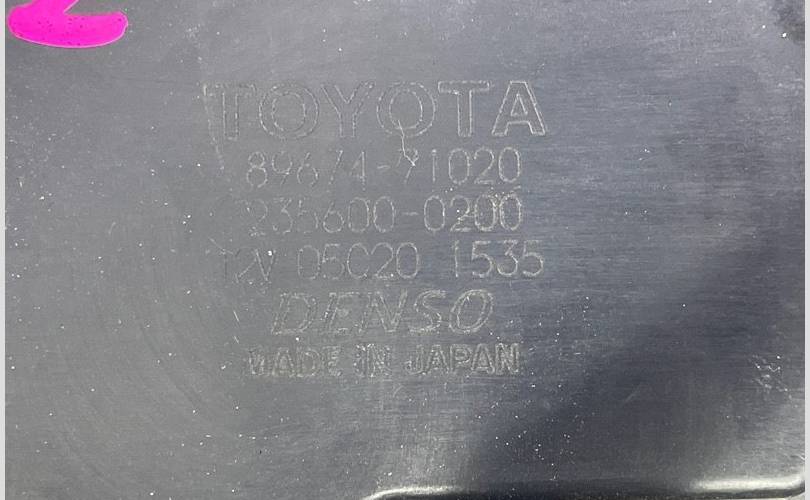 TOYOTA
89674-71020
235600-0200
12V 05C20 1535
DENSO
MADE IN JAPAN